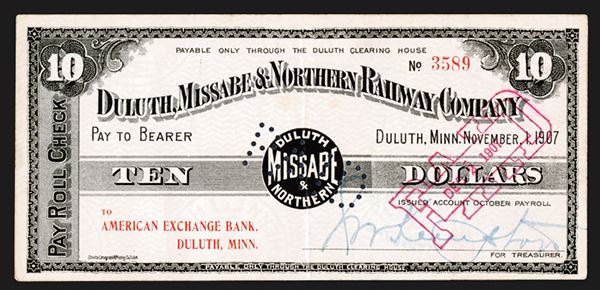 PAYABLE ONLY THROUGH THE DULUTH CLEARING HOUSE
10
No 3589
10
DULUTH, MISSABE & NORTHERN RAILWAY COMPANY
PAY TO BEARER
DULUTH, MINN. NOVEMBER, 1, 1907
PAY ROLL CHECK
DULUTH
MISSABE
&
NORTHERN
TEN
DOLLARS
PAID
1907
ISSUED ACCOUNT OCTOBER PAYROLL
TO
AMERICAN EXCHANGE BANK,
DULUTH, MINN.
FOR TREASURER.
PAYABLE ONLY THROUGH THE DULUTH CLEARING HOUSE